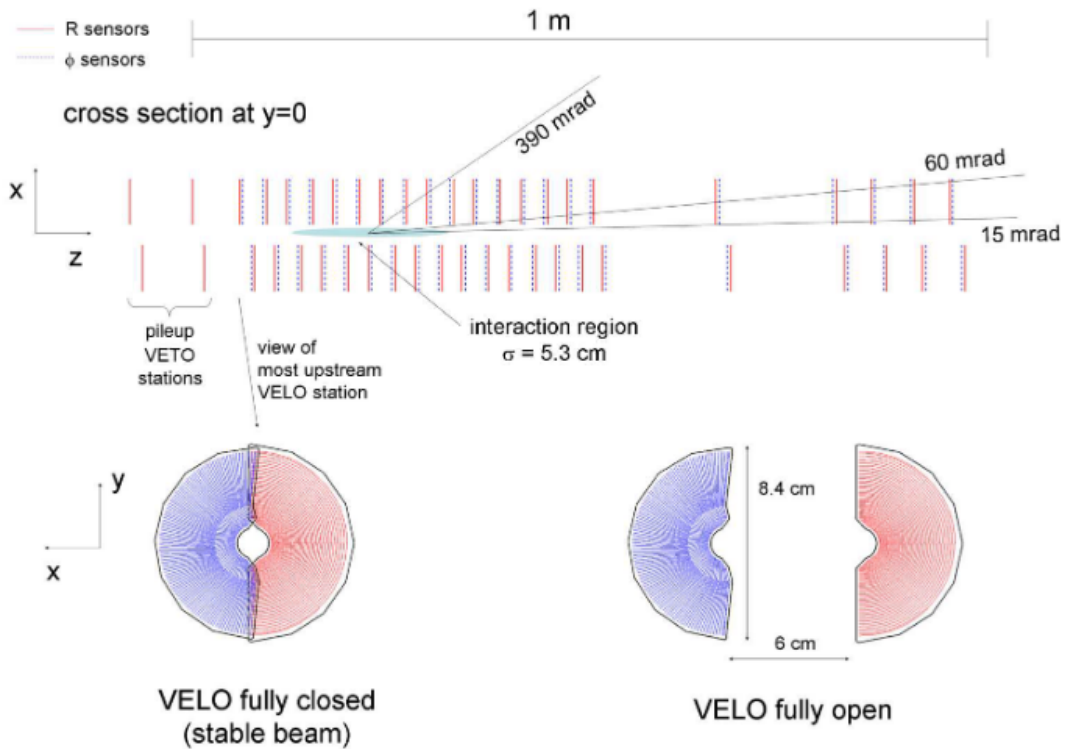 R sensors
1 m
ϕ sensors
cross section at y=0
390 mrad
60 mrad
x
z
15 mrad
pileup
VETO
stations
view of
most upstream
VELO station
interaction region
σ = 5.3 cm
y
x
8.4 cm
6 cm
VELO fully closed
(stable beam)
VELO fully open